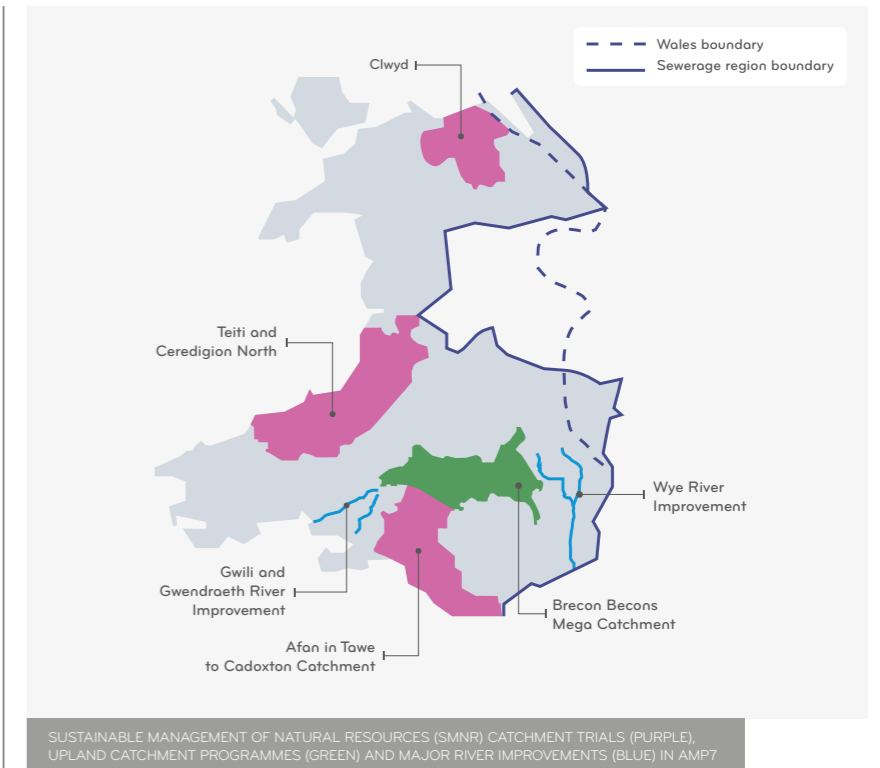 Wales boundary
Sewerage region boundary
Clwyd
Teiti and
Ceredigion North
Wye River
Improvement
Gwili and
Gwendraeth River
Improvement
Brecon Becons
Mega Catchment
Afan in Tawe
to Cadoxton Catchment
SUSTAINABLE MANAGEMENT OF NATURAL RESOURCES (SMNR) CATCHMENT TRIALS (PURPLE),
UPLAND CATCHMENT PROGRAMMES (GREEN) AND MAJOR RIVER IMPROVEMENTS (BLUE) IN AMP7